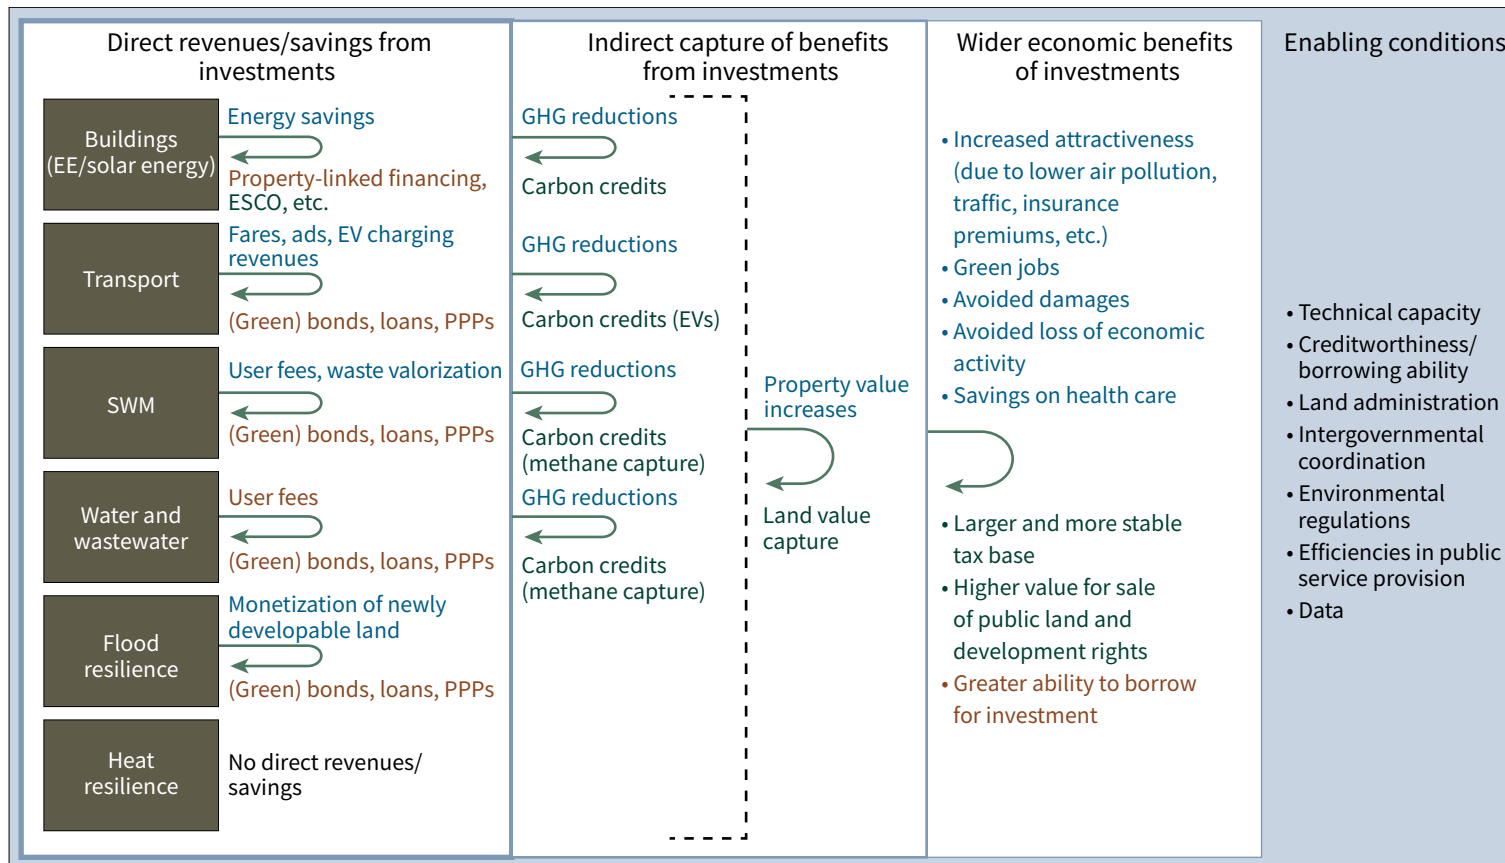 Direct revenues/savings from
investments
Buildings
(EE/solar energy)
Energy savings
Property-linked financing,
ESCO, etc.
Transport
Fares, ads, EV charging
revenues
(Green) bonds, loans, PPPs
SWM
User fees, waste valorization
(Green) bonds, loans, PPPs
Water and
wastewater
User fees
(Green) bonds, loans, PPPs
Flood
resilience
Monetization of newly
developable land
(Green) bonds, loans, PPPs
Heat
resilience
No direct revenues/
savings
Indirect capture of benefits
from investments
GHG reductions
Carbon credits
GHG reductions
Carbon credits (EVs)
GHG reductions
Carbon credits
(methane capture)
GHG reductions
Carbon credits
(methane capture)
Property value
increases
Land value
capture
Wider economic benefits
of investments
• Increased attractiveness
(due to lower air pollution,
traffic, insurance
premiums, etc.)
• Green jobs
• Avoided damages
• Avoided loss of economic
activity
• Savings on health care
• Larger and more stable
tax base
• Higher value for sale
of public land and
development rights
• Greater ability to borrow
for investment
Enabling conditions
• Technical capacity
• Creditworthiness/
borrowing ability
• Land administration
• Intergovernmental
coordination
• Environmental
regulations
• Efficiencies in public
service provision
• Data